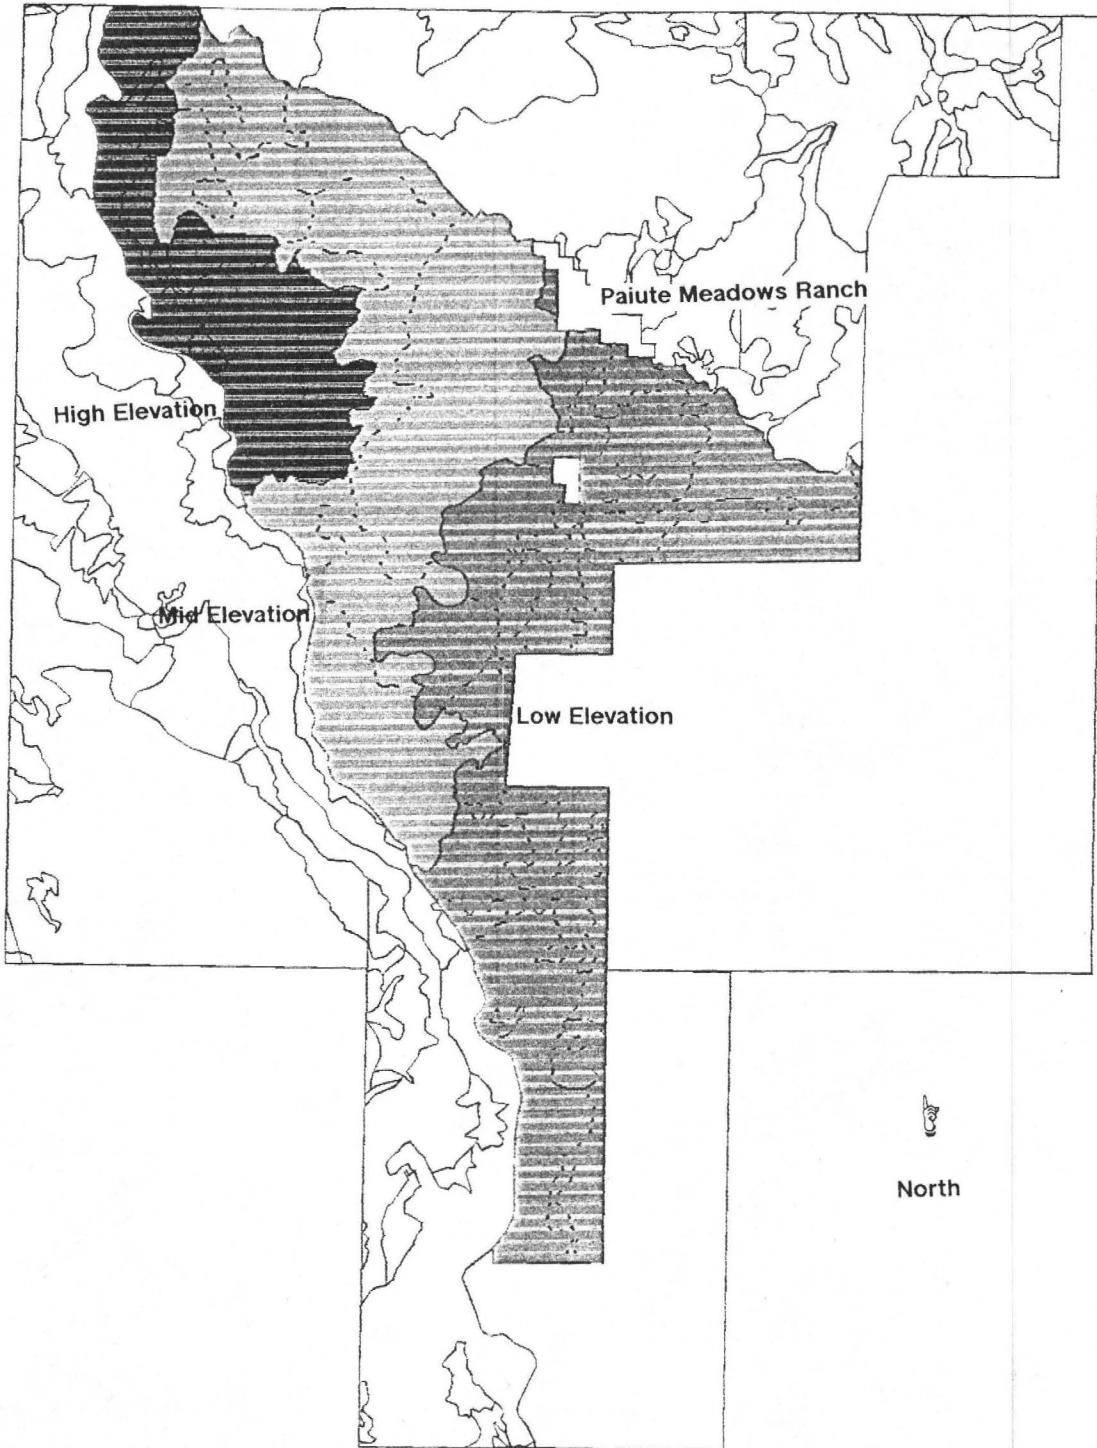 Paiute Meadows Ranch
High Elevation
Mid Elevation
Low Elevation
North